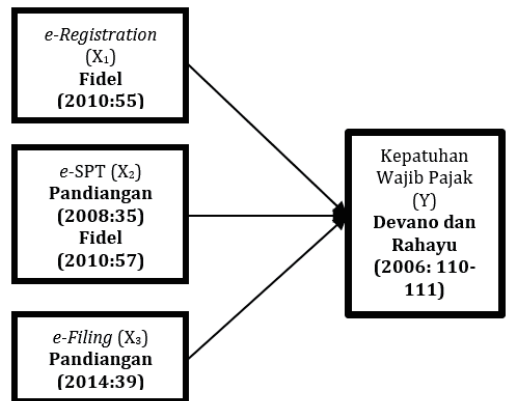 e-Registration
(X₁)
Fidel
(2010:55)
e-SPT (X₂)
Pandiangan
(2008:35)
Fidel
(2010:57)
e-Filing (X₃)
Pandiangan
(2014:39)
Kepatuhan
Wajib Pajak
(Y)
Devano dan
Rahayu
(2006: 110-
111)